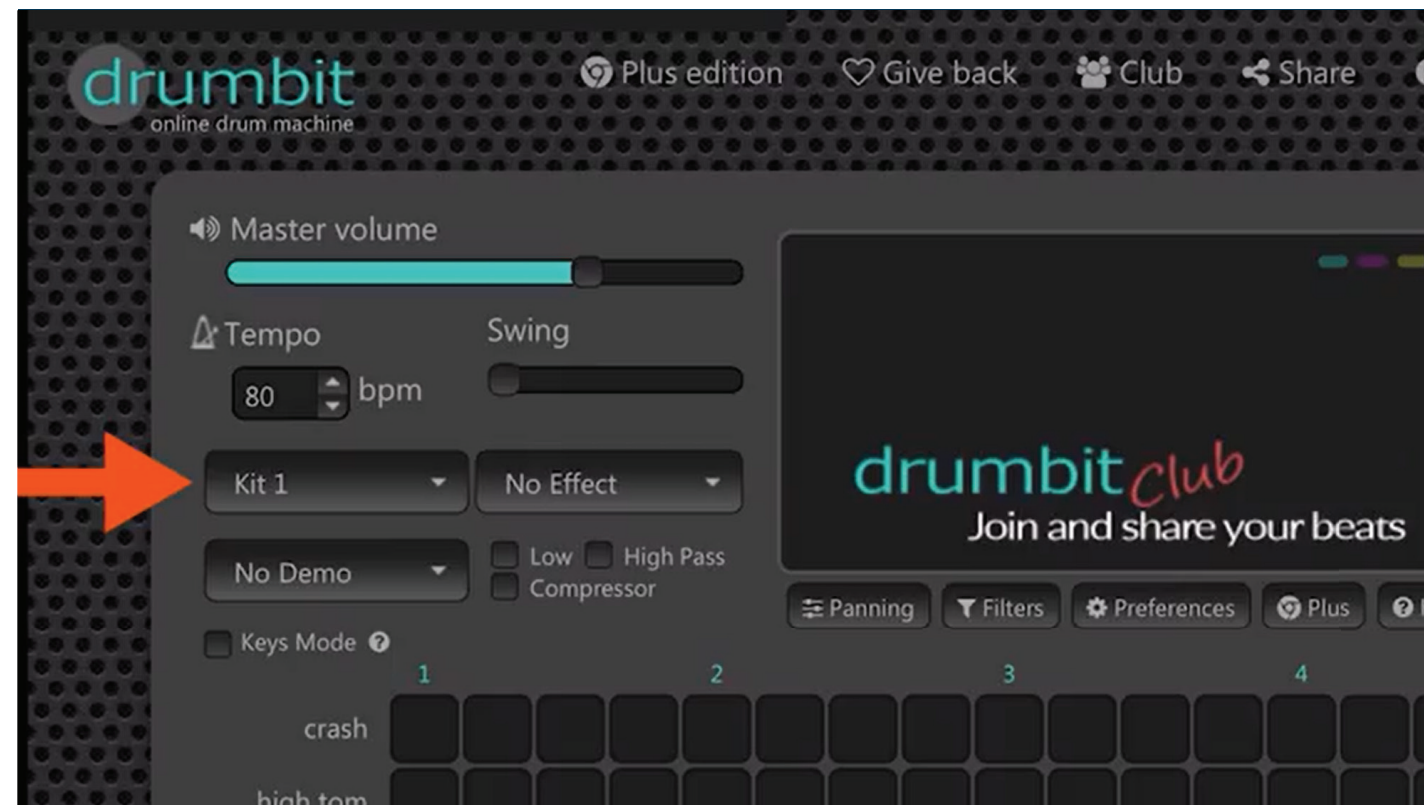 drumbit
online drum machine
Plus edition
Give back
Club
Share
Master volume
Tempo
Swing
80 bpm
Kit 1
No Effect
No Demo
Low
High Pass
Compressor
Keys Mode
drumbit Club
Join and share your beats
Panning
Filters
Preferences
Plus
1 2 3 4
crash
high tom